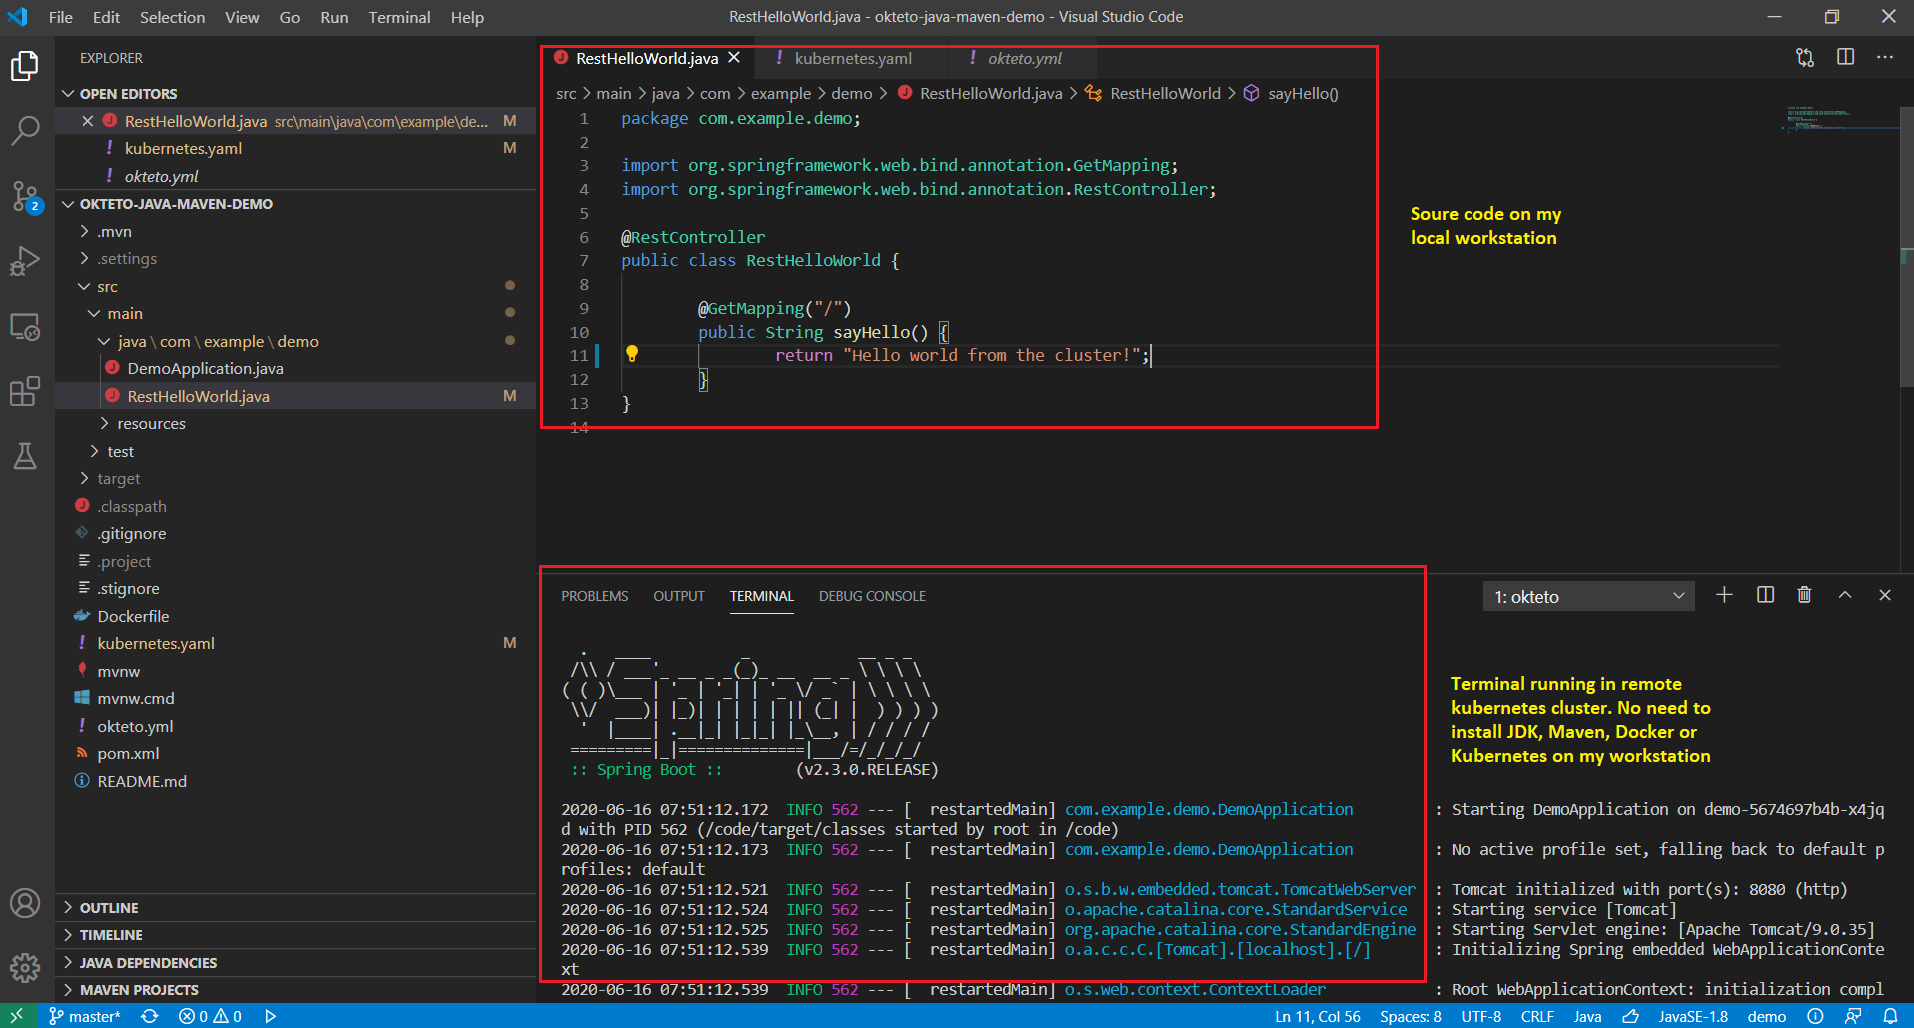 File Edit Selection View Go Run Terminal Help
RestHelloWorld.java - okteto-java-maven-demo - Visual Studio Code
EXPLORER
OPEN EDITORS
RestHelloWorld.java src\main\java\com\example\de... M
kubernetes.yaml M
okteto.yml
2
OKTETO-JAVA-MAVEN-DEMO
.mvn
.settings
src
main
java \ com \ example \ demo
DemoApplication.java
RestHelloWorld.java M
resources
test
target
.classpath
.gitignore
.project
.stignore
Dockerfile
kubernetes.yaml M
mvnw
mvnw.cmd
okteto.yml
pom.xml
README.md
OUTLINE
TIMELINE
JAVA DEPENDENCIES
MAVEN PROJECTS
RestHelloWorld.java kubernetes.yaml okteto.yml
src > main > java > com > example > demo > RestHelloWorld.java > RestHelloWorld > sayHello()
1 package com.example.demo;
2
3 import org.springframework.web.bind.annotation.GetMapping;
4 import org.springframework.web.bind.annotation.RestController;
5
6 @RestController
7 public class RestHelloWorld {
8
9 @GetMapping("/")
10 public String sayHello() {
11 return "Hello world from the cluster!";
12 }
13 }
14
Soure code on my
local workstation
PROBLEMS OUTPUT TERMINAL DEBUG CONSOLE
1: okteto
Spring
:: Spring Boot :: (v2.3.0.RELEASE)
Terminal running in remote
kubernetes cluster. No need to
install JDK, Maven, Docker or
Kubernetes on my workstation
2020-06-16 07:51:12.172 INFO 562 --- [ restartedMain] com.example.demo.DemoApplication : Starting DemoApplication on demo-5674697b4b-x4jq
d with PID 562 (/code/target/classes started by root in /code)
2020-06-16 07:51:12.173 INFO 562 --- [ restartedMain] com.example.demo.DemoApplication : No active profile set, falling back to default p
rofiles: default
2020-06-16 07:51:12.521 INFO 562 --- [ restartedMain] o.s.b.w.embedded.tomcat.TomcatWebServer : Tomcat initialized with port(s): 8080 (http)
2020-06-16 07:51:12.524 INFO 562 --- [ restartedMain] o.apache.catalina.core.StandardService : Starting service [Tomcat]
2020-06-16 07:51:12.525 INFO 562 --- [ restartedMain] org.apache.catalina.core.StandardEngine : Starting Servlet engine: [Apache Tomcat/9.0.35]
2020-06-16 07:51:12.539 INFO 562 --- [ restartedMain] o.a.c.c.C.[Tomcat].[localhost].[/] : Initializing Spring embedded WebApplicationConte
xt
2020-06-16 07:51:12.539 INFO 562 --- [ restartedMain] o.s.web.context.ContextLoader : Root WebApplicationContext: initialization compl
master* 0 0 Ln 11, Col 56 Spaces: 8 UTF-8 CRLF Java JavaSE-1.8 demo